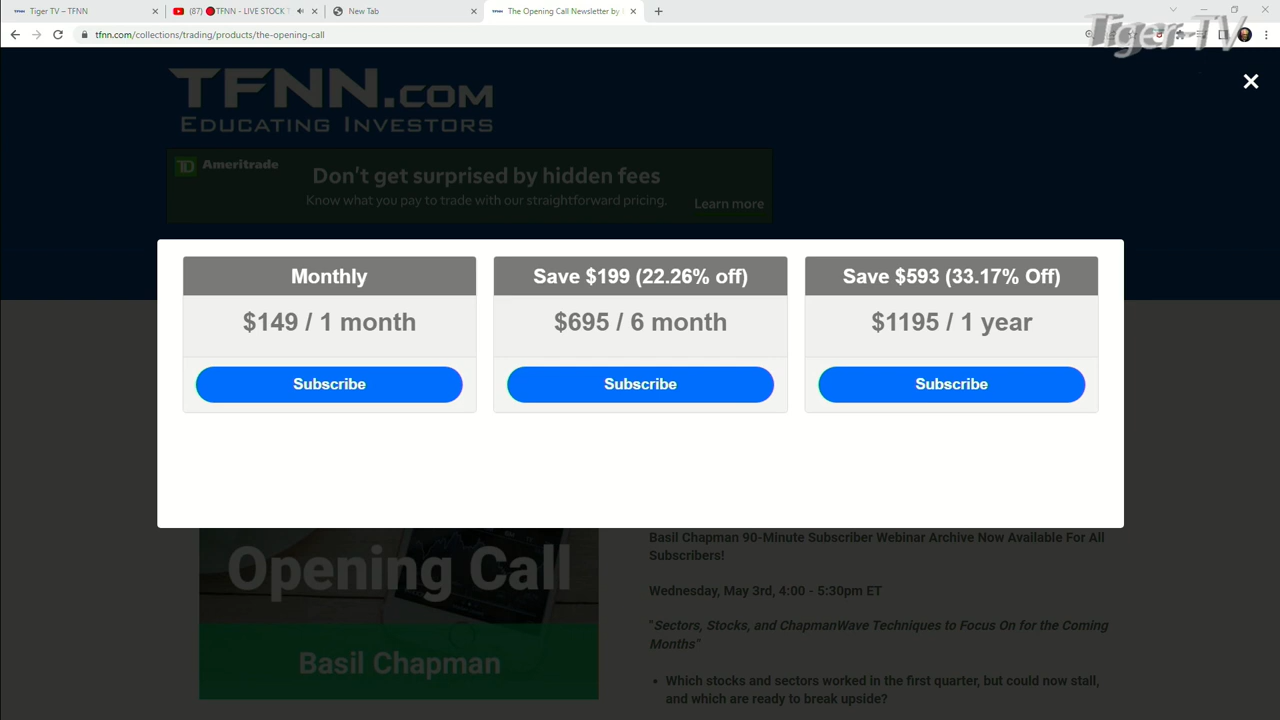 Tiger TV – TFNN
(87) 🔴TFNN - LIVE STOCK T
New Tab
The Opening Call Newsletter by
tfnn.com/collections/trading/products/the-opening-call
Tiger TV
TFNN.COM
EDUCATING INVESTORS
TD Ameritrade
Don't get surprised by hidden fees
Know what you pay to trade with our straightforward pricing.
Learn more
Monthly
$149 / 1 month
Subscribe
Save $199 (22.26% off)
$695 / 6 month
Subscribe
Save $593 (33.17% Off)
$1195 / 1 year
Subscribe
Opening Call
Basil Chapman
Basil Chapman 90-Minute Subscriber Webinar Archive Now Available For All
Subscribers!
Wednesday, May 3rd, 4:00 - 5:30pm ET
"Sectors, Stocks, and ChapmanWave Techniques to Focus On for the Coming
Months"
• Which stocks and sectors worked in the first quarter, but could now stall,
and which are ready to break upside?